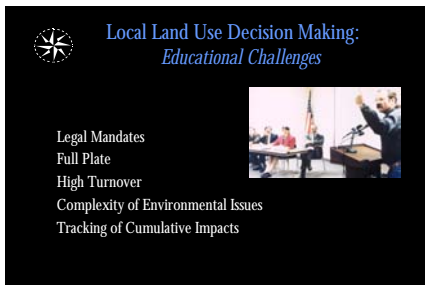 Local Land Use Decision Making:
Educational Challenges
Legal Mandates
Full Plate
High Turnover
Complexity of Environmental Issues
Tracking of Cumulative Impacts